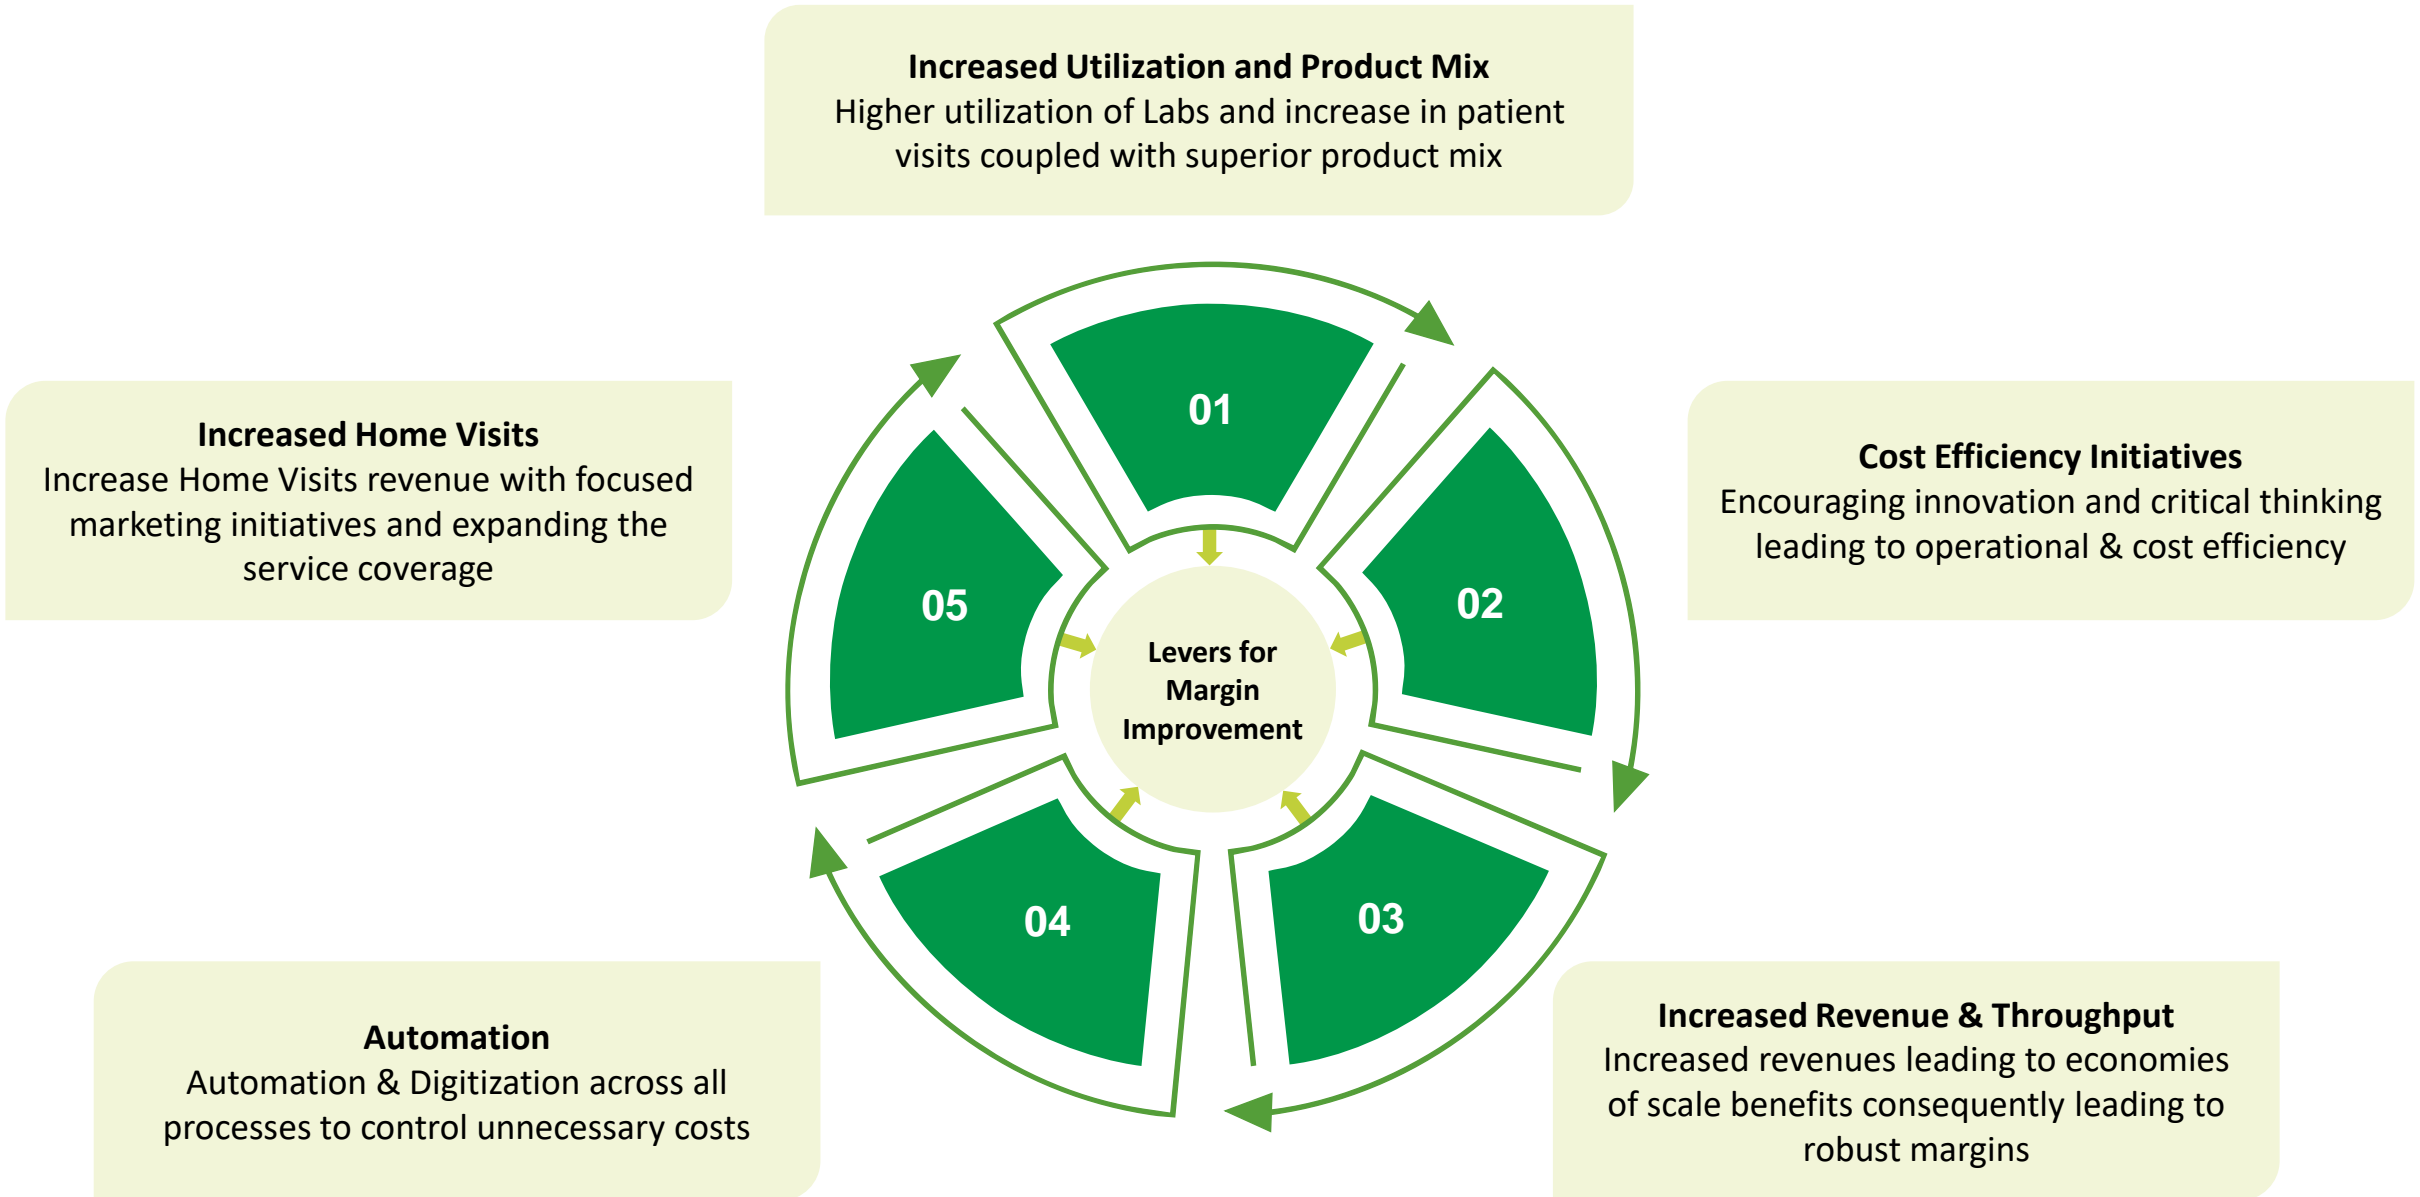 Increased Utilization and Product Mix
Higher utilization of Labs and increase in patient
visits coupled with superior product mix
01
Cost Efficiency Initiatives
Encouraging innovation and critical thinking
leading to operational & cost efficiency
02
Increased Revenue & Throughput
Increased revenues leading to economies
of scale benefits consequently leading to
robust margins
03
Automation
Automation & Digitization across all
processes to control unnecessary costs
04
Increased Home Visits
Increase Home Visits revenue with focused
marketing initiatives and expanding the
service coverage
05
Levers for
Margin
Improvement